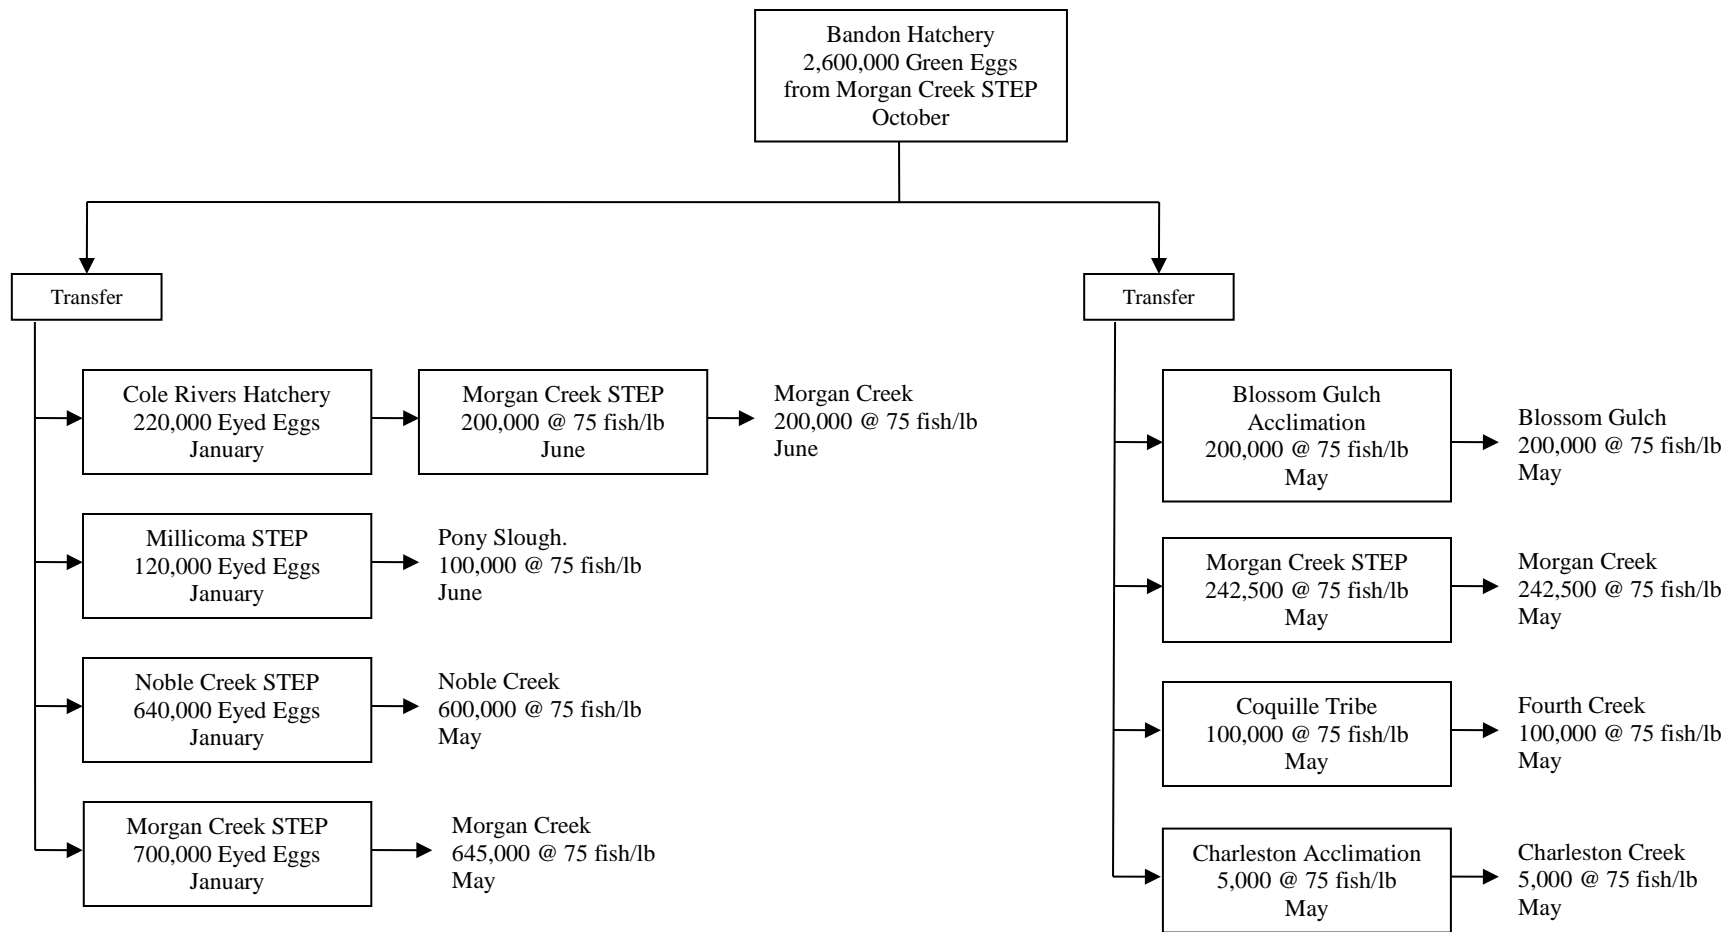 Bandon Hatchery
2,600,000 Green Eggs
from Morgan Creek STEP
October
Transfer
Cole Rivers Hatchery
220,000 Eyed Eggs
January
Morgan Creek STEP
200,000 @ 75 fish/lb
June
Morgan Creek
200,000 @ 75 fish/lb
June
Millicoma STEP
120,000 Eyed Eggs
January
Pony Slough.
100,000 @ 75 fish/lb
June
Noble Creek STEP
640,000 Eyed Eggs
January
Noble Creek
600,000 @ 75 fish/lb
May
Morgan Creek STEP
700,000 Eyed Eggs
January
Morgan Creek
645,000 @ 75 fish/lb
May
Transfer
Blossom Gulch
Acclimation
200,000 @ 75 fish/lb
May
Blossom Gulch
200,000 @ 75 fish/lb
May
Morgan Creek STEP
242,500 @ 75 fish/lb
May
Morgan Creek
242,500 @ 75 fish/lb
May
Coquille Tribe
100,000 @ 75 fish/lb
May
Fourth Creek
100,000 @ 75 fish/lb
May
Charleston Acclimation
5,000 @ 75 fish/lb
May
Charleston Creek
5,000 @ 75 fish/lb
May